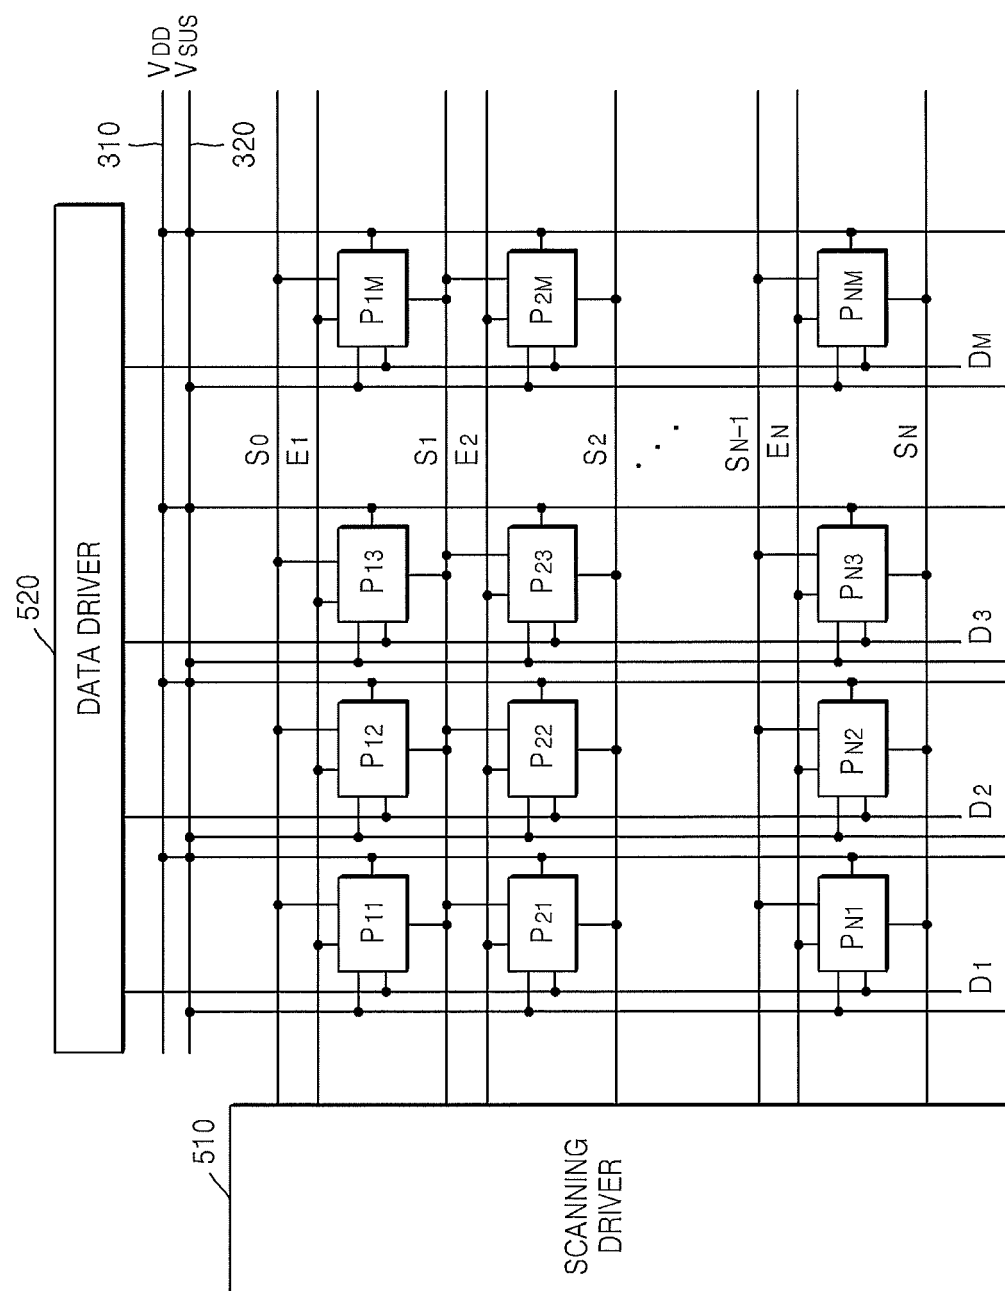 520
DATA DRIVER
310
VDD
VSUS
320
510
SCANNING
DRIVER
S0
E1
P11
P12
P13
P1M
S1
E2
P21
P22
P23
P2M
S2
SN-1
EN
PN1
PN2
PN3
PNM
SN
D1
D2
D3
DM